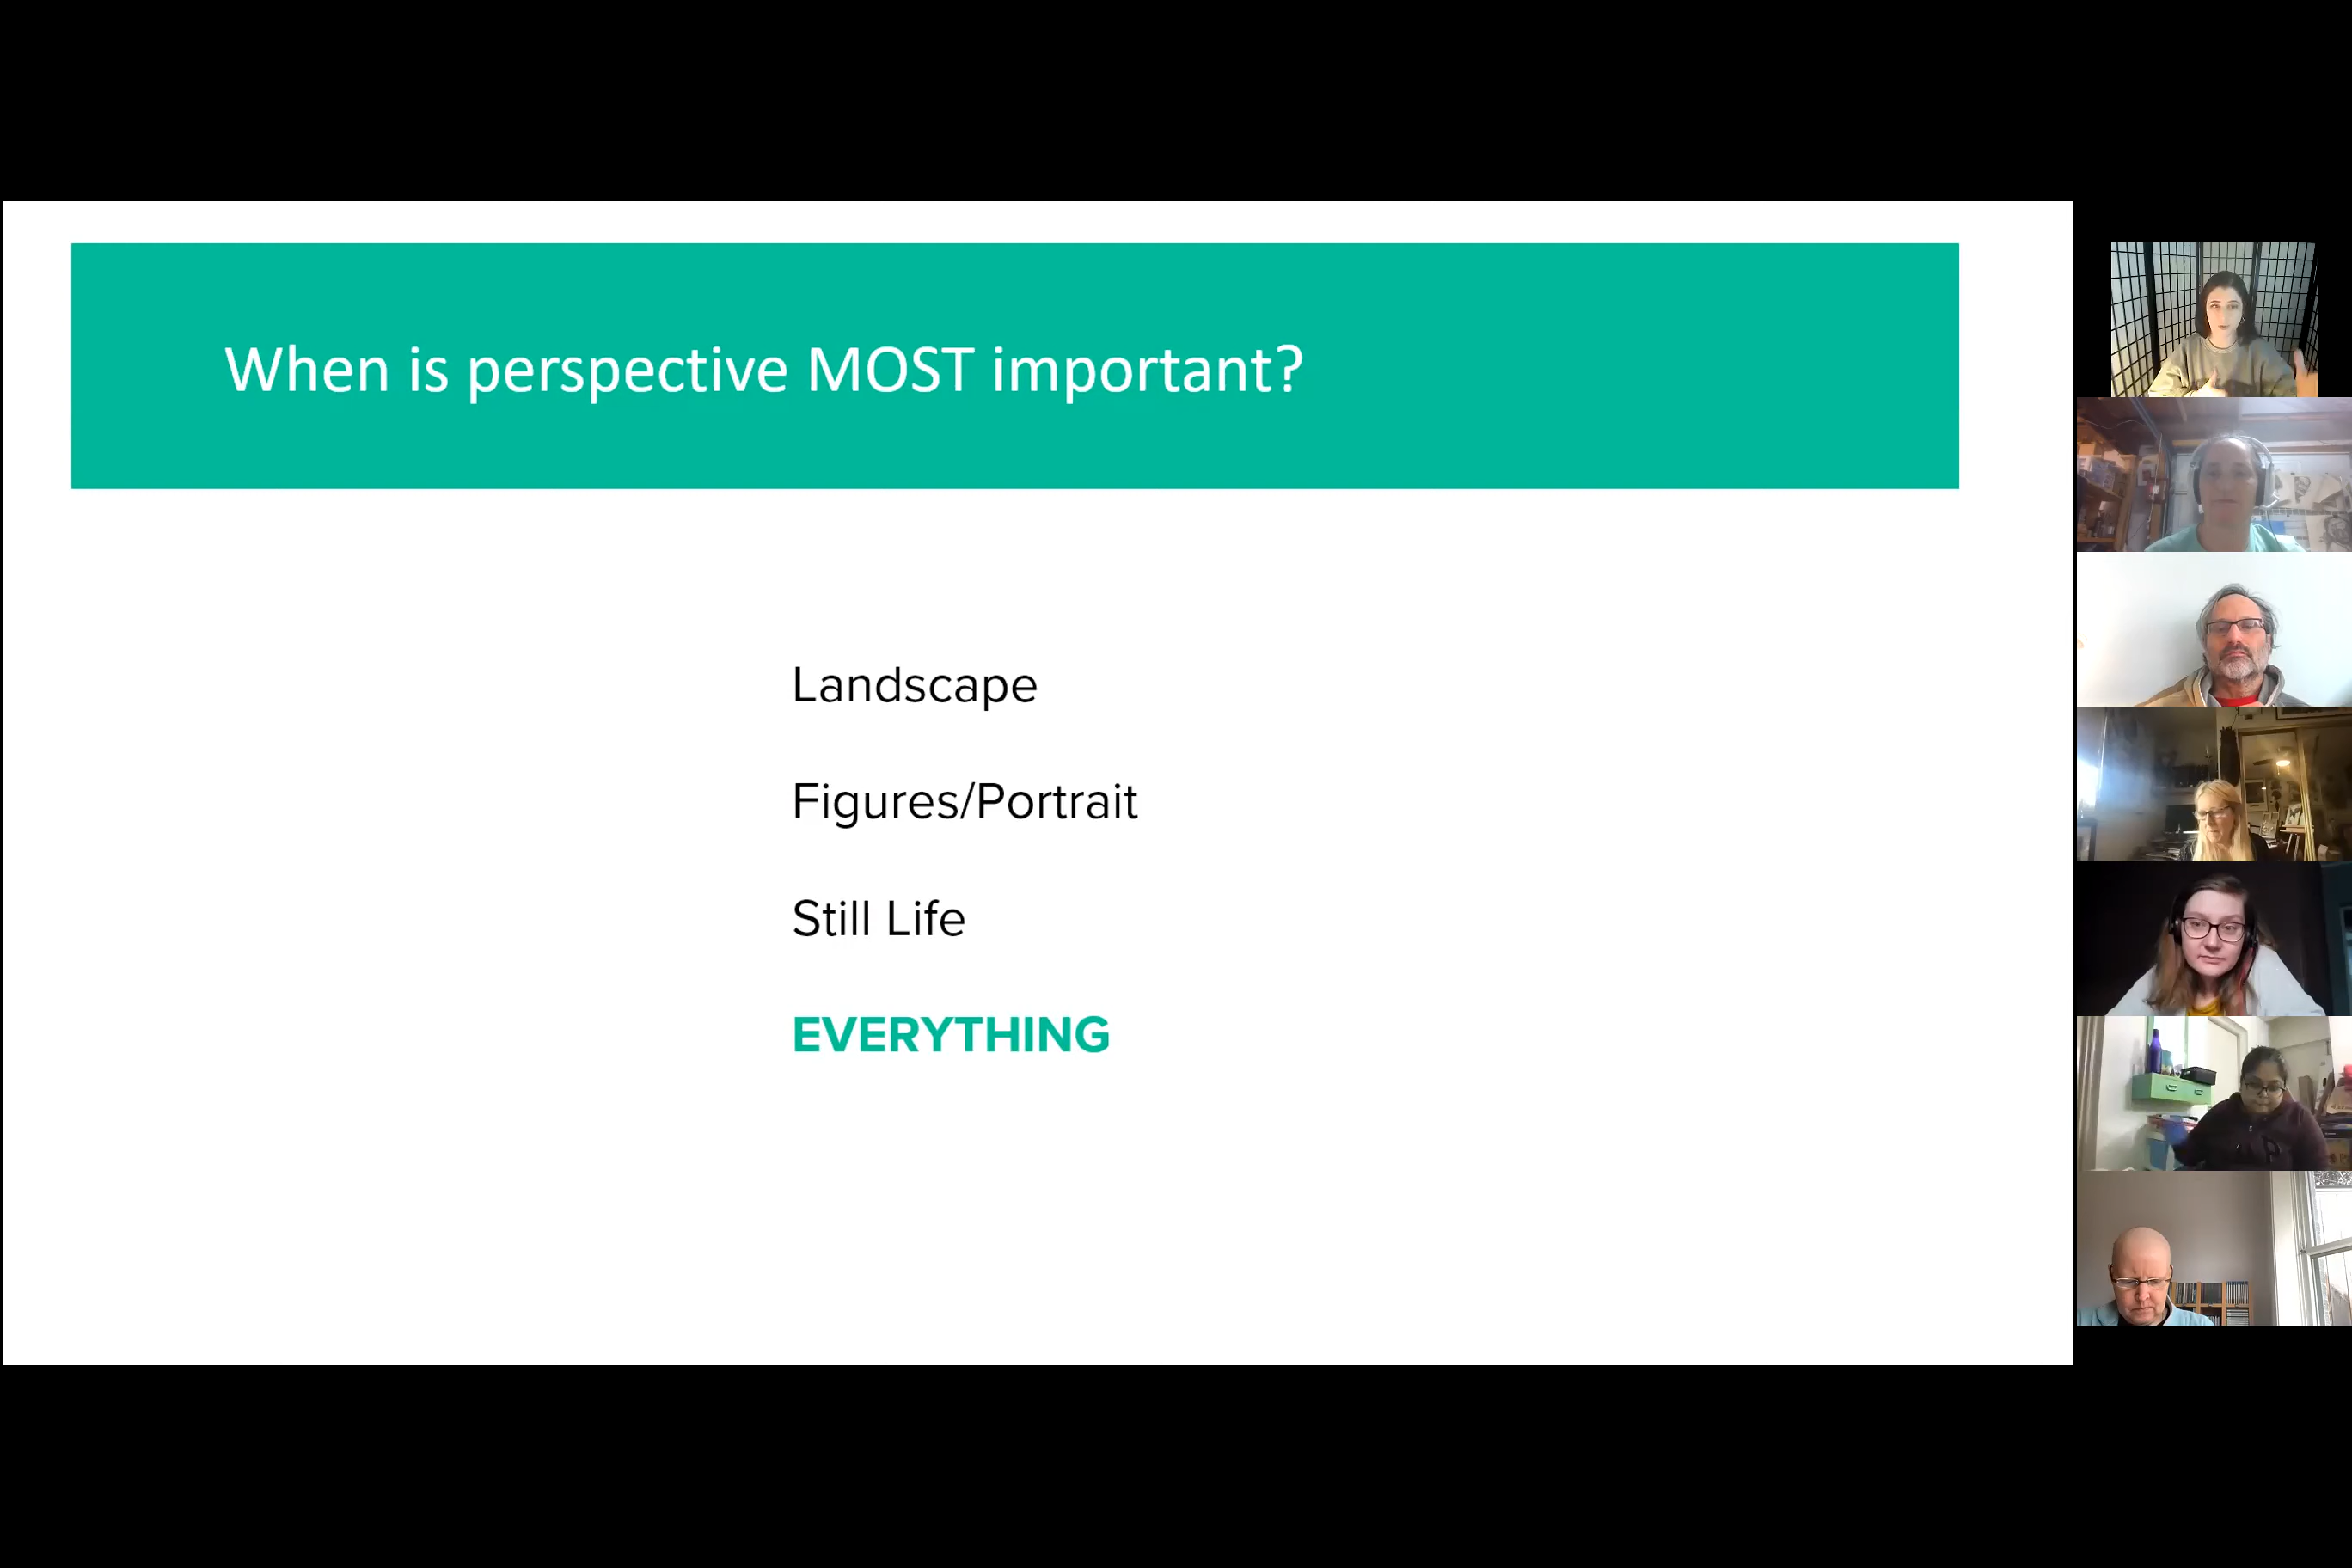 When is perspective MOST important?
Landscape
Figures/Portrait
Still Life
EVERYTHING